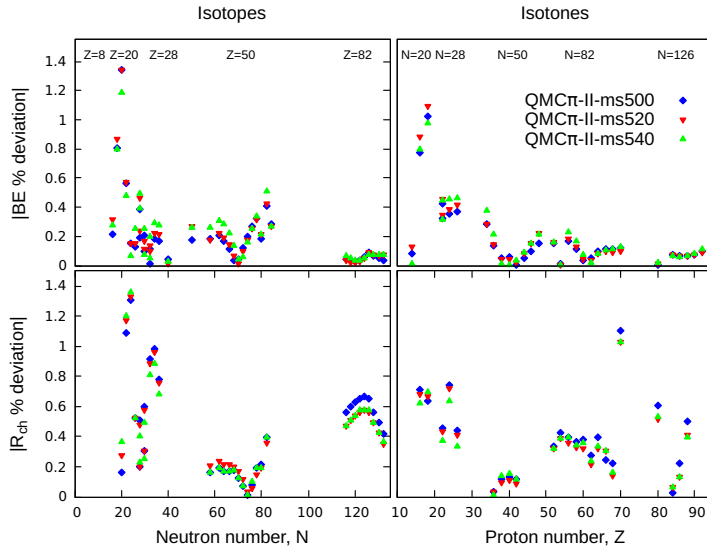 Isotopes Isotones
Z=8 Z=20 Z=28 Z=50 Z=82 N=20 N=28 N=50 N=82 N=126
1.4
1.2
1
0.8
0.6
0.4
0.2
0
|BE % deviation|
QMCπ-II-ms500
QMCπ-II-ms520
QMCπ-II-ms540
1.4
1.2
1
0.8
0.6
0.4
0.2
0
|Rch % deviation|
0 20 40 60 80 100 120 10 20 30 40 50 60 70 80 90
Neutron number, N Proton number, Z